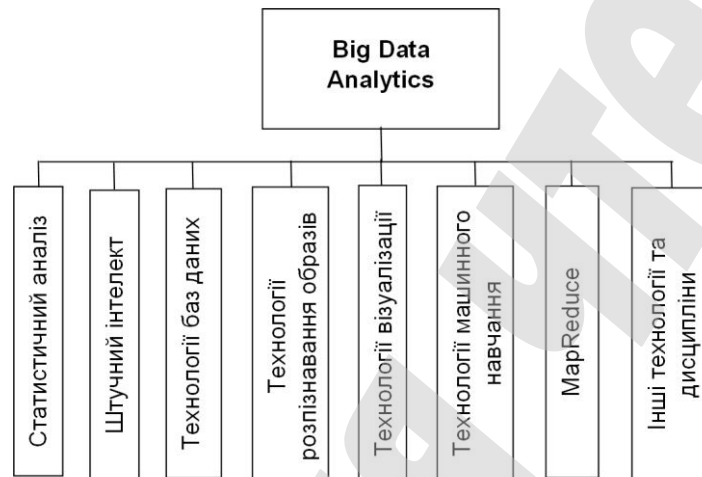 Big Data
Analytics
Статистичний аналіз
Штучний інтелект
Технології баз даних
Технології
розпізнавання образів
Технології візуалізації
Технології машинного
навчання
MapReduce
Інші технології та
дисципліни